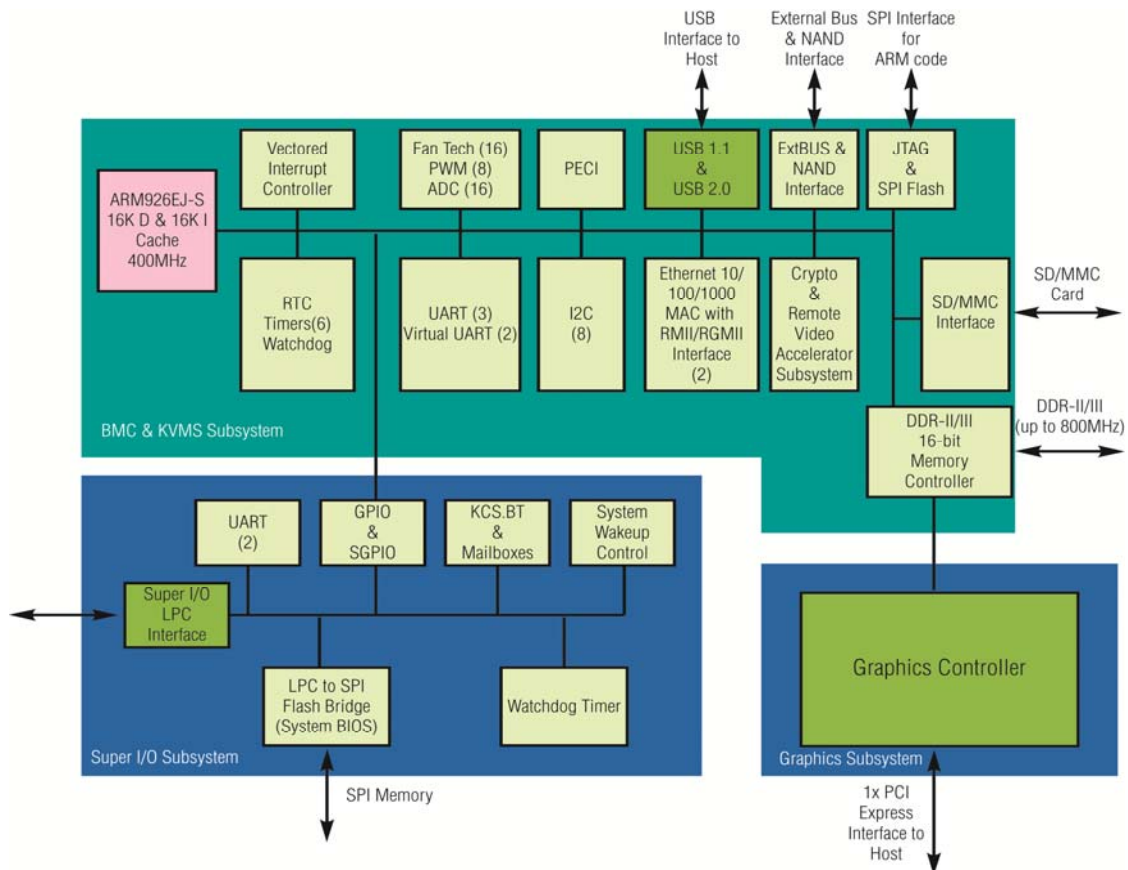 USB
Interface to
Host
External Bus
& NAND
Interface
SPI Interface
for
ARM code
Vectored
Interrupt
Controller
Fan Tech (16)
PWM (8)
ADC (16)
PECI
USB 1.1
&
USB 2.0
ExtBUS &
NAND
Interface
JTAG
&
SPI Flash
ARM926EJ-S
16K D & 16K I
Cache
400MHz
RTC
Timers(6)
Watchdog
UART (3)
Virtual UART (2)
I2C
(8)
Ethernet 10/
100/1000
MAC with
RMII/RGMII
Interface
(2)
Crypto
&
Remote
Video
Accelerator
Subsystem
SD/MMC
Interface
SD/MMC
Card
BMC & KVMS Subsystem
DDR-II/III
16-bit
Memory
Controller
DDR-II/III
(up to 800MHz)
UART
(2)
GPIO
&
SGPIO
KCS.BT
&
Mailboxes
System
Wakeup
Control
Super I/O
LPC
Interface
LPC to SPI
Flash Bridge
(System BIOS)
Watchdog Timer
Super I/O Subsystem
SPI Memory
Graphics Controller
Graphics Subsystem
1x PCI
Express
Interface to
Host